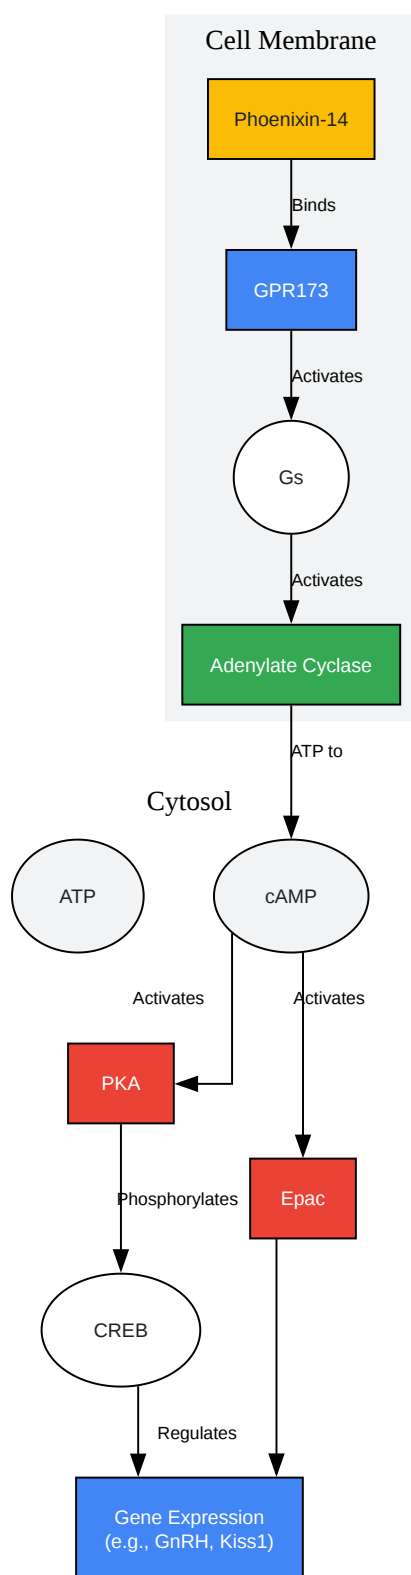 Cell Membrane
Phoenixin-14
Binds
GPR173
Activates
Gs
Activates
Adenylate Cyclase
ATP to
Cytosol
ATP
cAMP
Activates
Activates
PKA
Phosphorylates
Epac
CREB
Regulates
Gene Expression
(e.g., GnRH, Kiss1)